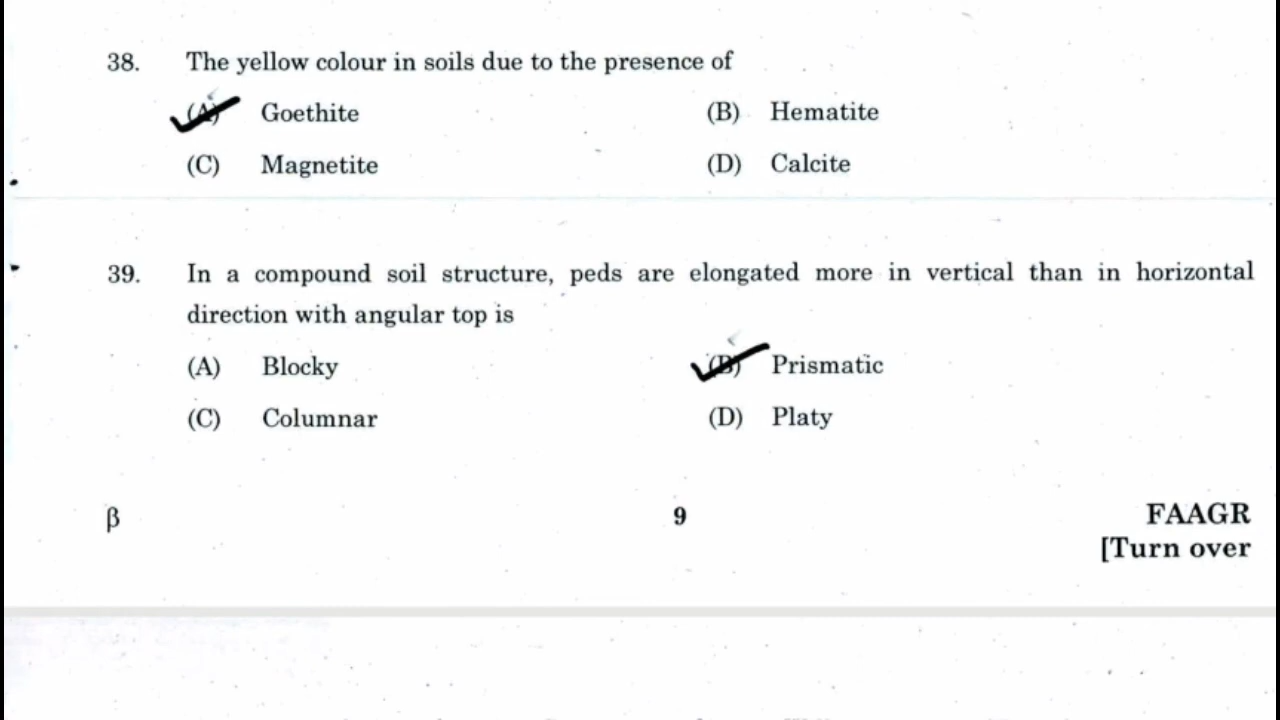 38. The yellow colour in soils due to the presence of
(A) Goethite (B) Hematite
(C) Magnetite (D) Calcite
39. In a compound soil structure, peds are elongated more in vertical than in horizontal
direction with angular top is
(A) Blocky (B) Prismatic
(C) Columnar (D) Platy
β 9 FAAGR
[Turn over